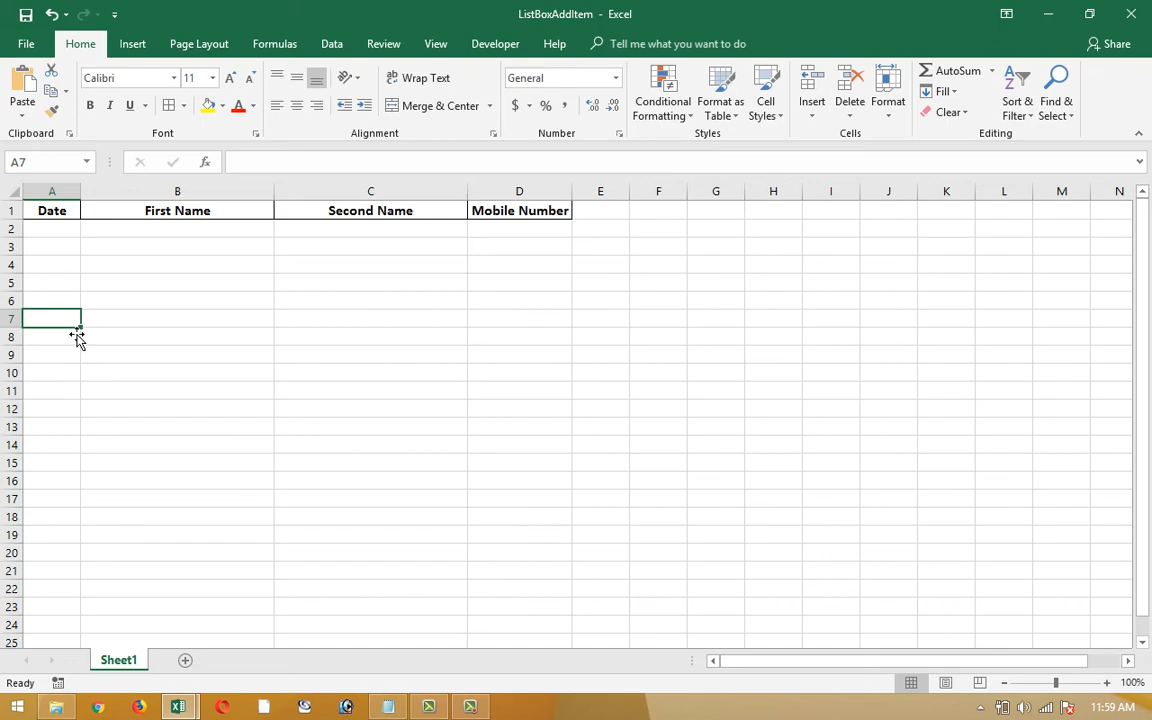 ListBoxAddItem - Excel
File Home Insert Page Layout Formulas Data Review View Developer Help Tell me what you want to do Share
Calibri 11 Wrap Text General AutoSum
Paste Conditional Formatting Format as Table Cell Styles Insert Delete Format Fill Sort & Filter Find & Select
B I U A Merge & Center $ % , Clear
Clipboard Font Alignment Number Styles Cells Editing
A7 fx
A B C D E F G H I J K L M N
1 Date First Name Second Name Mobile Number
2
3
4
5
6
7
8
9
10
11
12
13
14
15
16
17
18
19
20
21
22
23
24
25
Sheet1
Ready 100%
11:59 AM